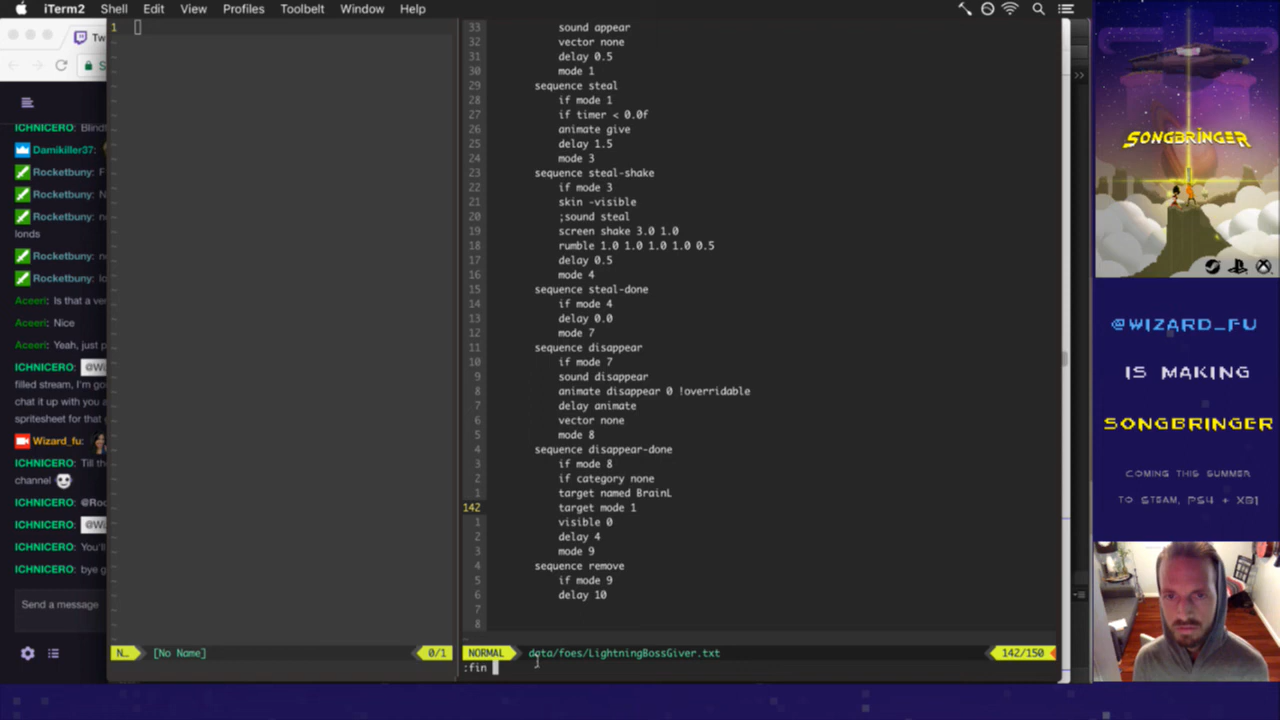 iTerm2 Shell Edit View Profiles Toolbelt Window Help
Tw
S
ICHNICERO: Blindf
Damikiller37:
Rocketbuny: F
Rocketbuny: N
Rocketbuny: no
londs
Rocketbuny: no
Rocketbuny: lo
Aceeri: Is that a ver
Aceeri: Nice
Aceeri: Yeah, just p
ICHNICERO: @Wi
filled stream, I'm go
chat it up with you a
spritesheet for that g
Wizard_fu:
ICHNICERO: Till th
channel
ICHNICERO: @Ro
ICHNICERO: @Wi
ICHNICERO: You'll
ICHNICERO: bye g
Send a message
1
N... [No Name] 0/1
33 sound appear
32 vector none
31 delay 0.5
30 mode 1
29 sequence steal
28 if mode 1
27 if timer < 0.0f
26 animate give
25 delay 1.5
24 mode 3
23 sequence steal-shake
22 if mode 3
21 skin -visible
20 ;sound steal
19 screen shake 3.0 1.0
18 rumble 1.0 1.0 1.0 1.0 0.5
17 delay 0.5
16 mode 4
15 sequence steal-done
14 if mode 4
13 delay 0.0
12 mode 7
11 sequence disappear
10 if mode 7
9 sound disappear
8 animate disappear 0 !overridable
7 delay animate
6 vector none
5 mode 8
4 sequence disappear-done
3 if mode 8
2 if category none
1 target named BrainL
142 target mode 1
1 visible 0
2 delay 4
3 mode 9
4 sequence remove
5 if mode 9
6 delay 10
7
8
NORMAL data/foes/LightningBossGiver.txt 142/150
:fin
SONGBRINGER
@WIZARD_FU
IS MAKING
SONGBRINGER
COMING THIS SUMMER
TO STEAM, PS4 + XB1